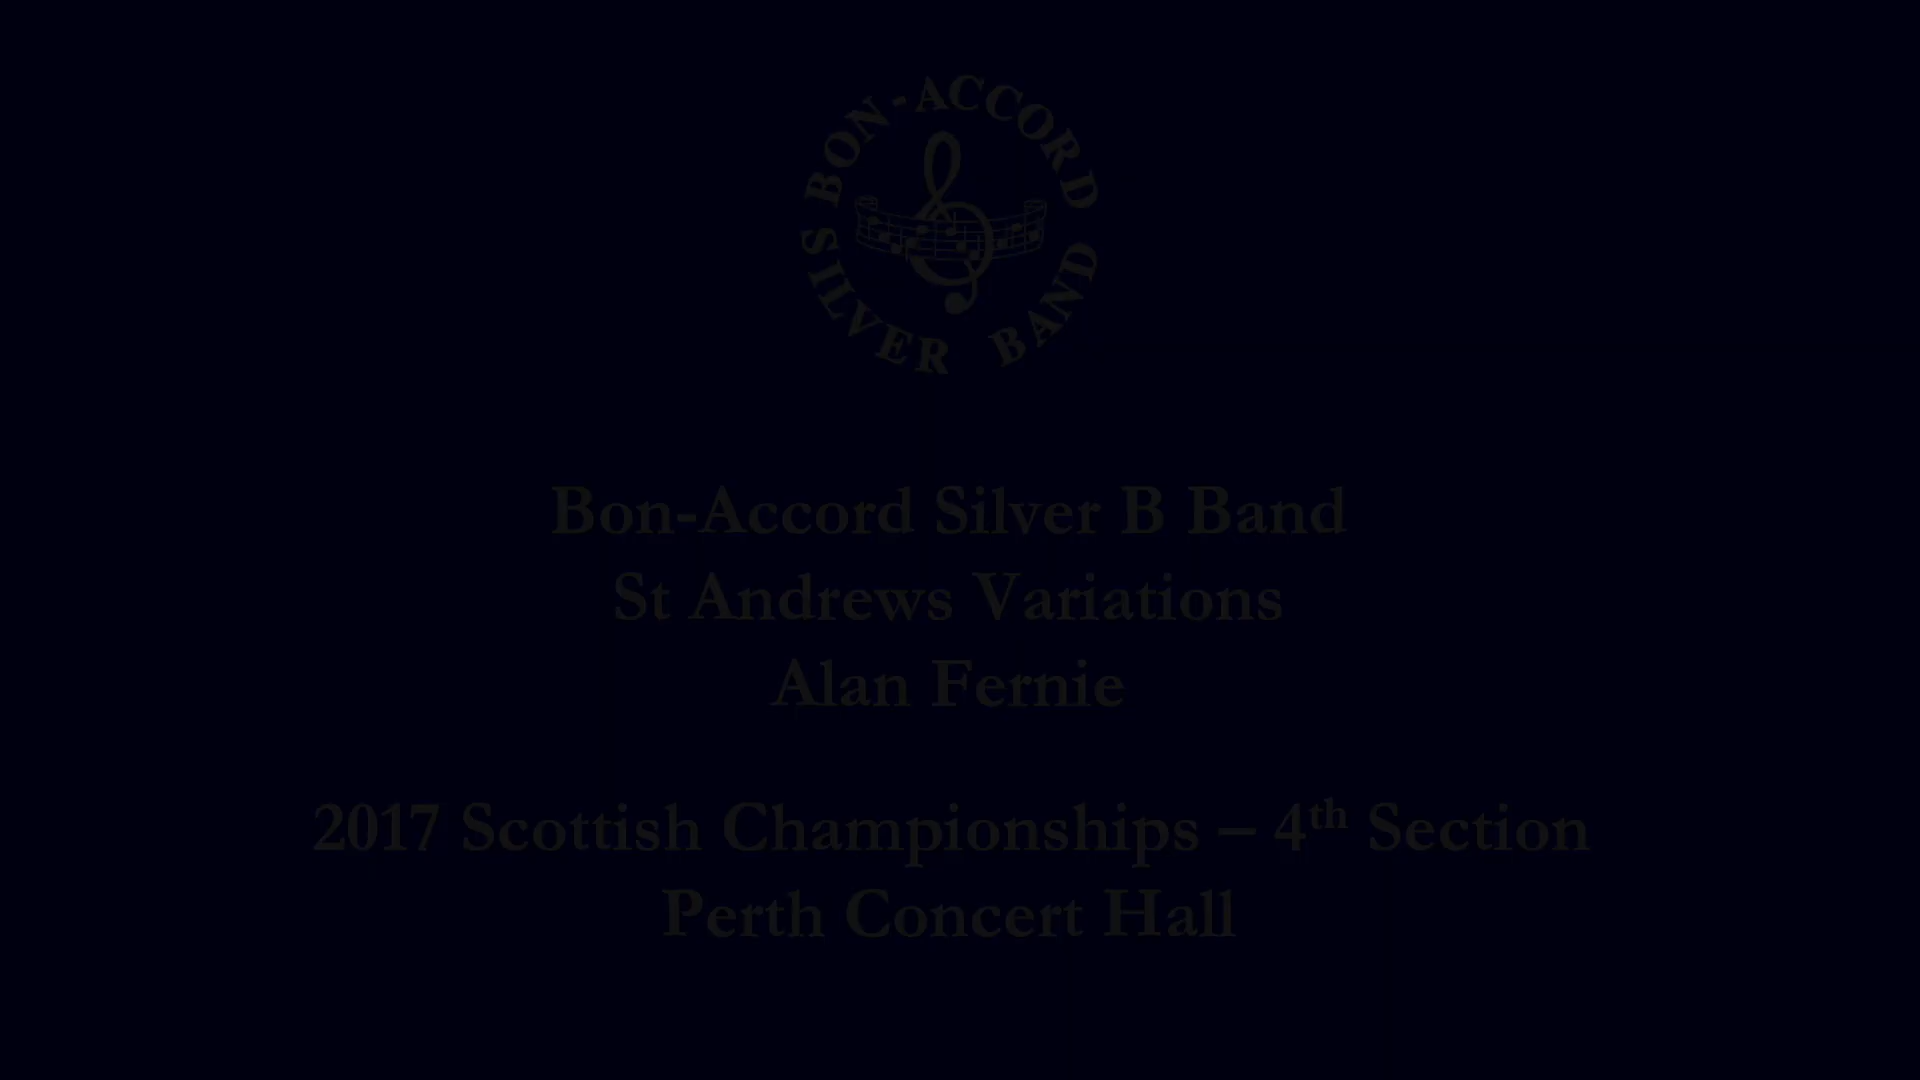 BON-ACCORD
SILVER BAND
Bon-Accord Silver B Band
St Andrews Variations
Alan Fernie
2017 Scottish Championships – 4th Section
Perth Concert Hall